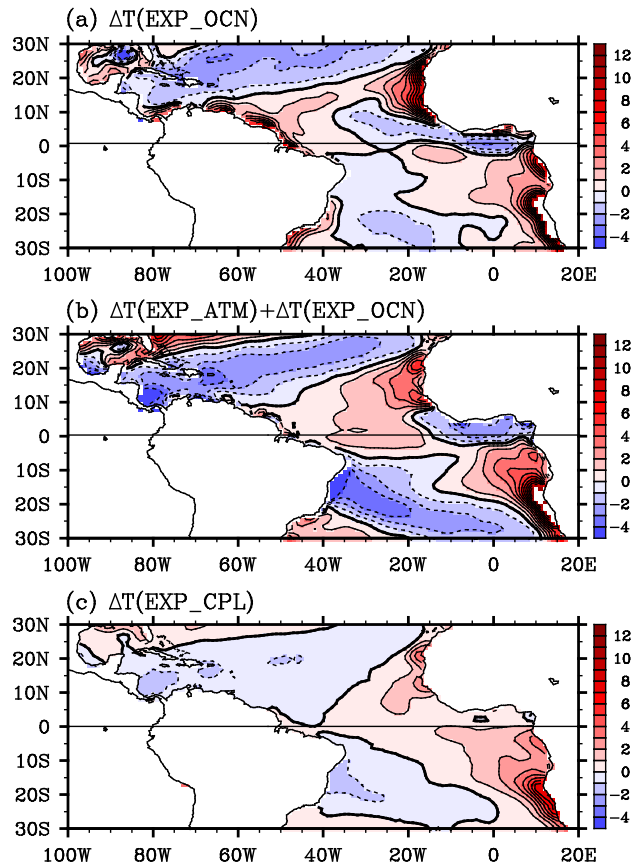 (a) ΔT(EXP_OCN)
30N
20N
10N
0
10S
20S
30S
100W 80W 60W 40W 20W 0 20E
12
10
8
6
4
2
0
-2
-4
(b) ΔT(EXP_ATM)+ΔT(EXP_OCN)
30N
20N
10N
0
10S
20S
30S
100W 80W 60W 40W 20W 0 20E
12
10
8
6
4
2
0
-2
-4
(c) ΔT(EXP_CPL)
30N
20N
10N
0
10S
20S
30S
100W 80W 60W 40W 20W 0 20E
12
10
8
6
4
2
0
-2
-4